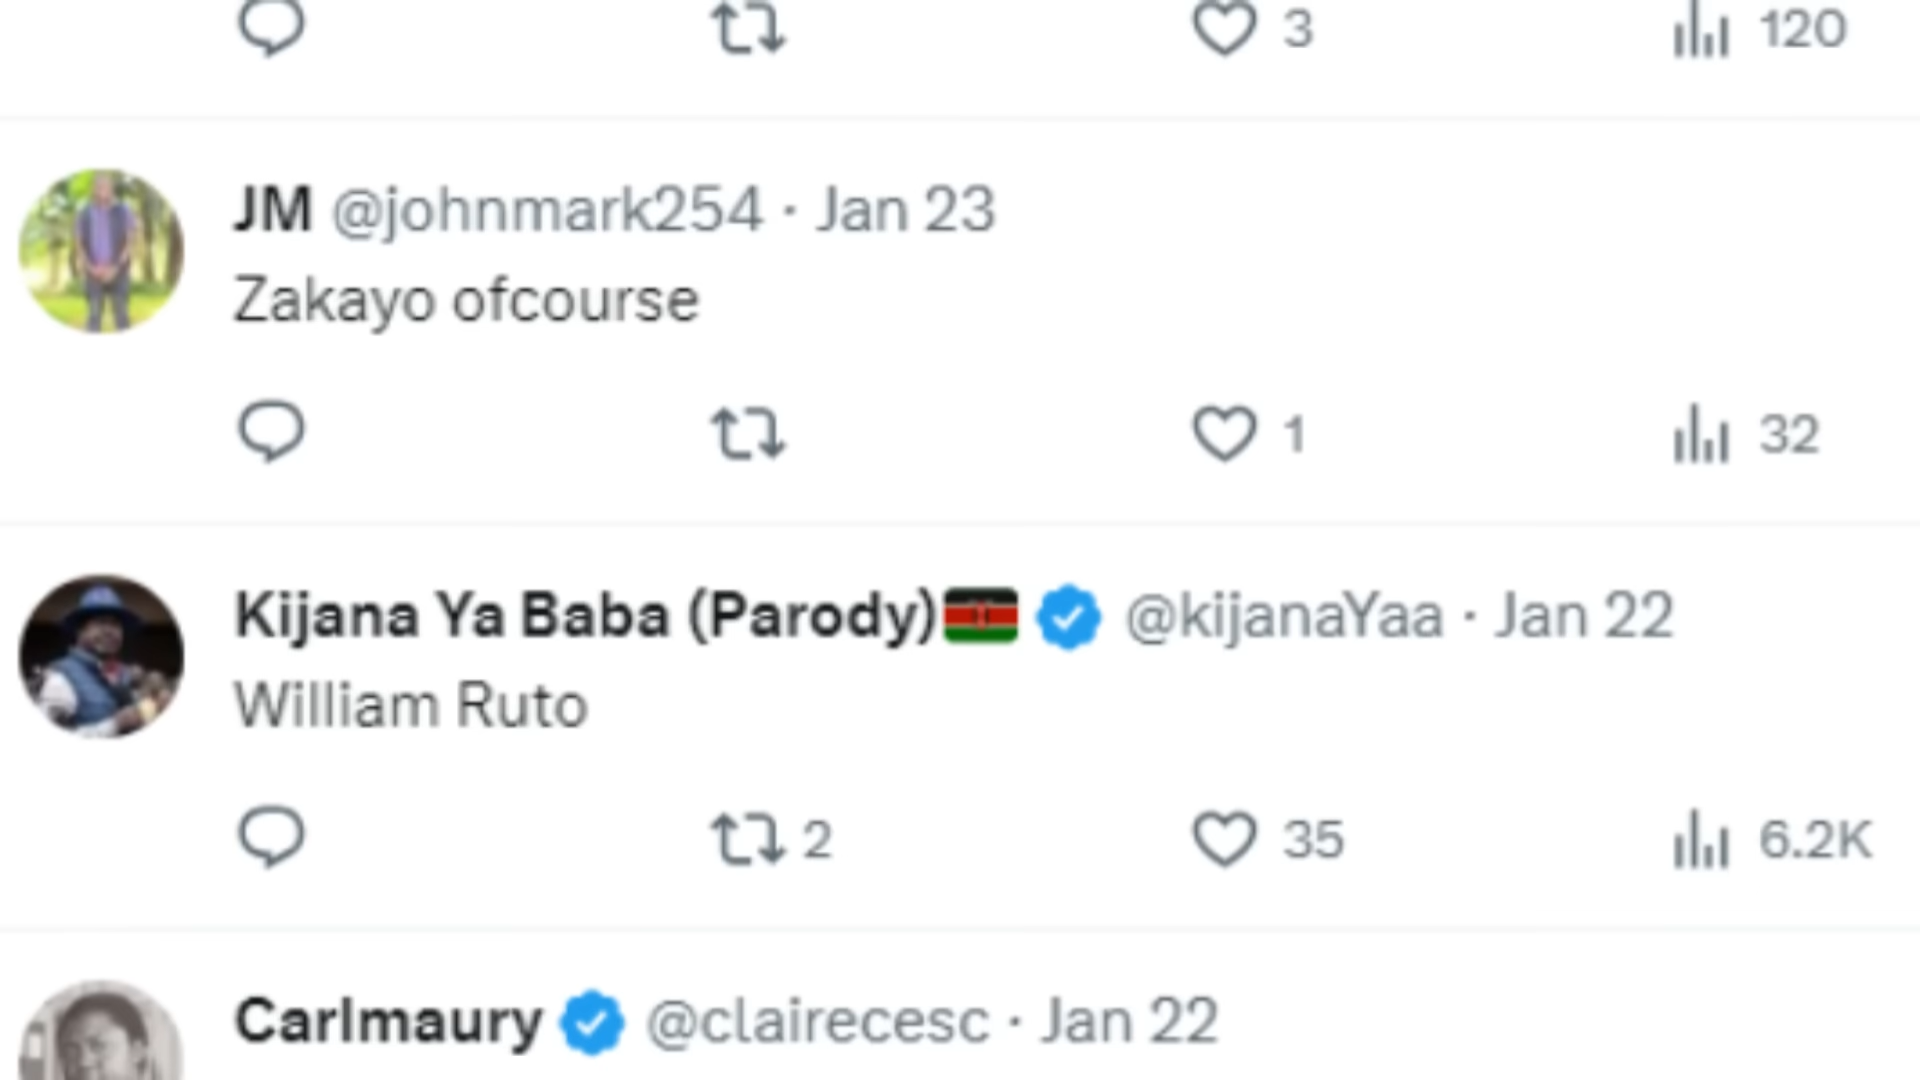 3 120
JM @johnmark254 · Jan 23
Zakayo ofcourse
1 32
Kijana Ya Baba (Parody) @kijanaYaa · Jan 22
William Ruto
2 35 6.2K
Carlmaury @clairecesc · Jan 22